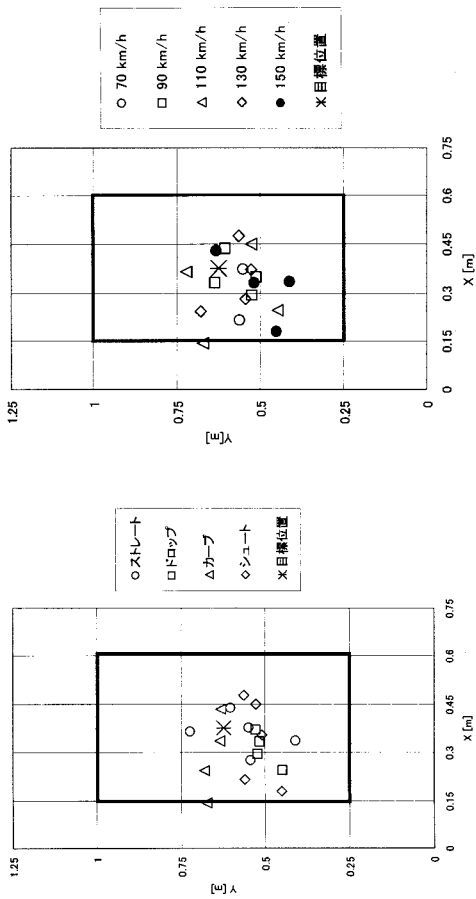 1.25
1
0.75
0.5
0.25
0
Y[m]
0
0.15
0.3
0.45
0.6
0.75
X [m]
○ストレート
□ドロップ
△カーブ
◇シュート
✳目標位置
1.25
1
0.75
0.5
0.25
0
Y[m]
0
0.15
0.3
0.45
0.6
0.75
X [m]
○ 70 km/h
□ 90 km/h
△ 110 km/h
◇ 130 km/h
● 150 km/h
✳目標位置